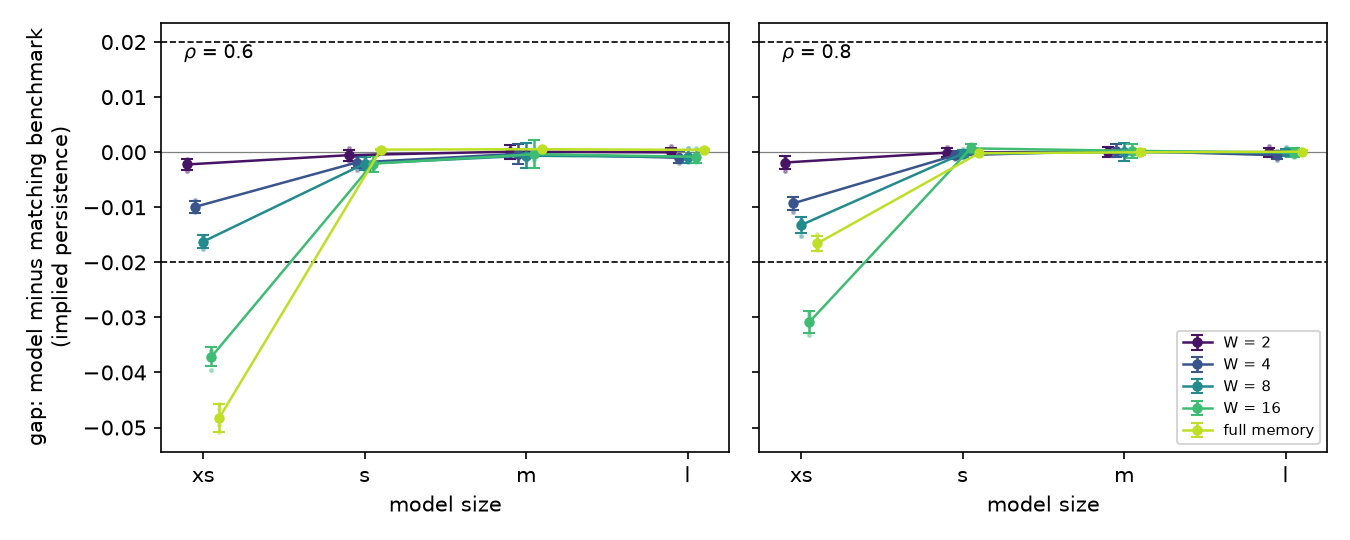 gap: model minus matching benchmark
(implied persistence)
0.02
0.01
0.00
−0.01
−0.02
−0.03
−0.04
−0.05
ρ = 0.6
xs s m l
model size
ρ = 0.8
W = 2
W = 4
W = 8
W = 16
full memory
xs s m l
model size